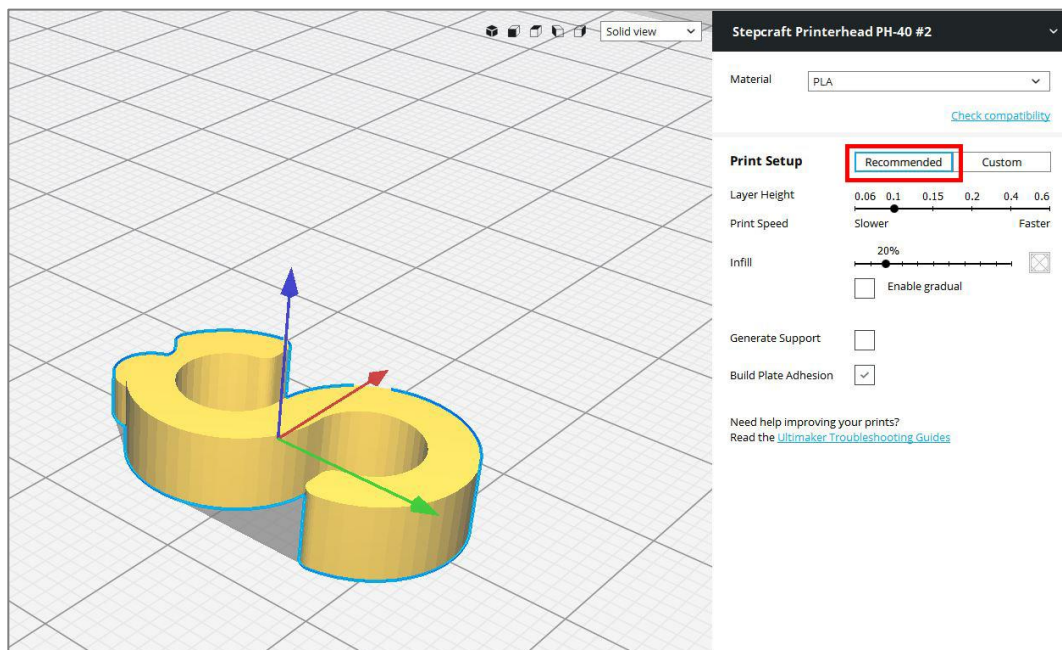 Solid view
Stepcraft Printerhead PH-40 #2
Material
PLA
Check compatibility
Print Setup
Recommended
Custom
Layer Height
0.06 0.1 0.15 0.2 0.4 0.6
Print Speed
Slower
Faster
20%
Infill
Enable gradual
Generate Support
Build Plate Adhesion
Need help improving your prints?
Read the Ultimaker Troubleshooting Guides